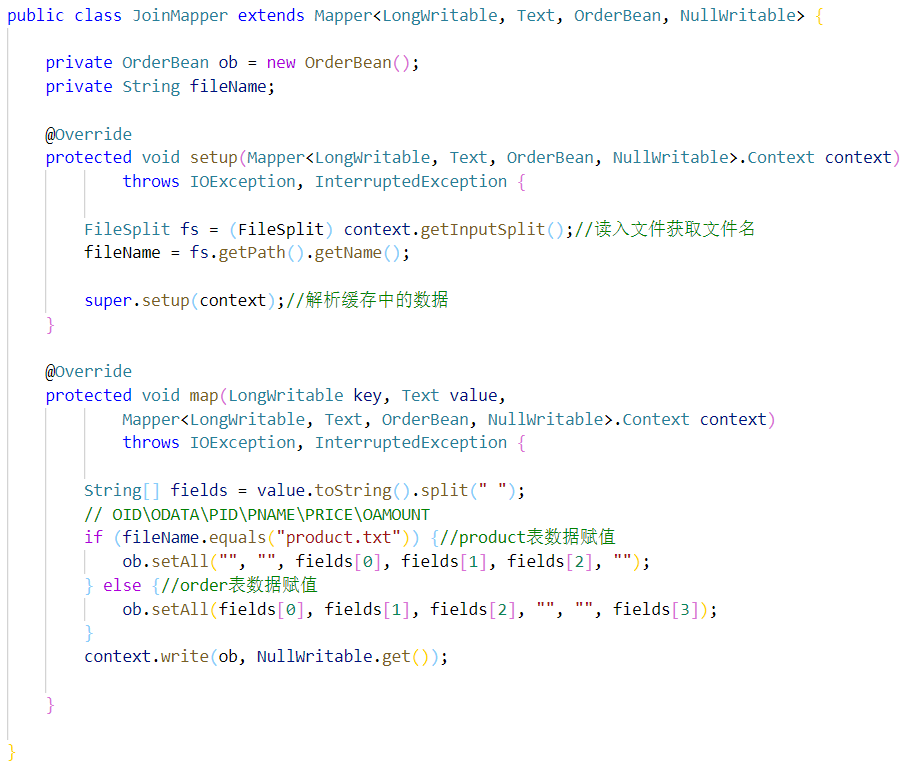 public class JoinMapper extends Mapper<LongWritable, Text, OrderBean, NullWritable> {
private OrderBean ob = new OrderBean();
private String fileName;
@Override
protected void setup(Mapper<LongWritable, Text, OrderBean, NullWritable>.Context context)
throws IOException, InterruptedException {
FileSplit fs = (FileSplit) context.getInputSplit();//读入文件获取文件名
fileName = fs.getPath().getName();
super.setup(context);//解析缓存中的数据
}
@Override
protected void map(LongWritable key, Text value,
Mapper<LongWritable, Text, OrderBean, NullWritable>.Context context)
throws IOException, InterruptedException {
String[] fields = value.toString().split(" ");
// OID\ODATA\PID\PNAME\PRICE\OAMOUNT
if (fileName.equals("product.txt")) {//product表数据赋值
ob.setAll("", "", fields[0], fields[1], fields[2], "");
} else {//order表数据赋值
ob.setAll(fields[0], fields[1], fields[2], "", "", fields[3]);
}
context.write(ob, NullWritable.get());
}
}